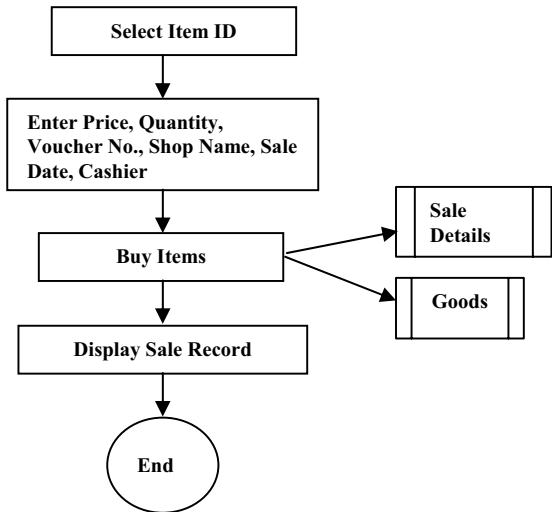 Select Item ID
Enter Price, Quantity,
Voucher No., Shop Name, Sale
Date, Cashier
Buy Items
Sale
Details
Goods
Display Sale Record
End